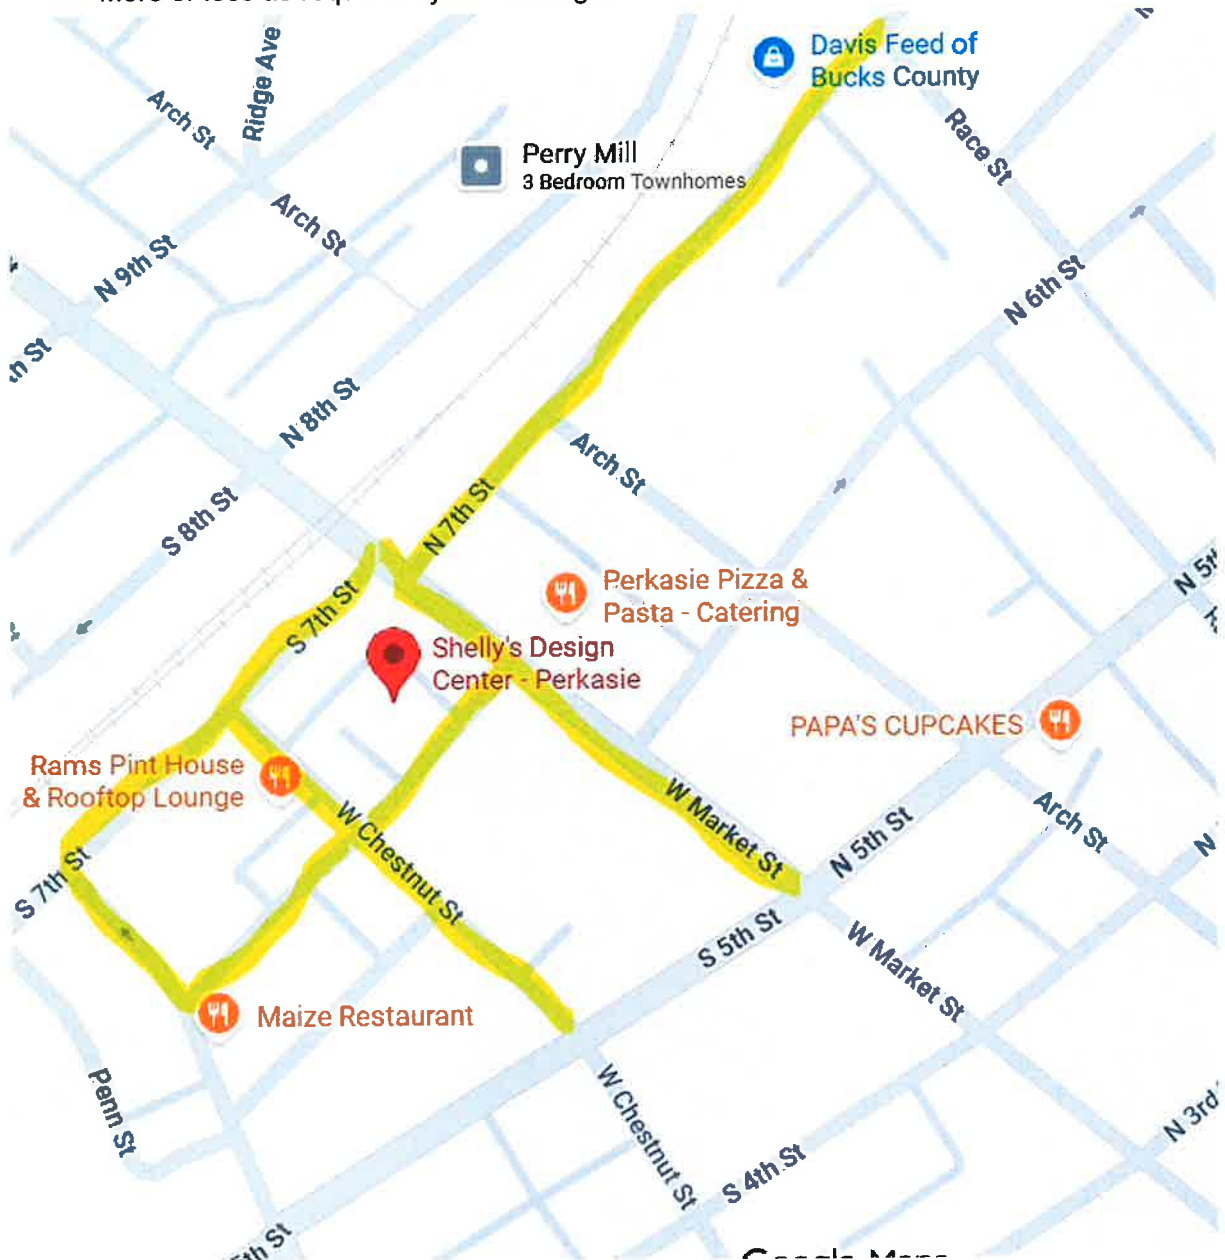 Davis Feed of
Bucks County
Ridge Ave
Arch St
Race St
Perry Mill
3 Bedroom Townhomes
Arch St
N 9th St
N 6th St
N 8th St
Arch St
N 7th St
S 8th St
Perkasie Pizza &
Pasta - Catering
S 7th St
Shelly's Design
Center - Perkasie
PAPA'S CUPCAKES
Rams Pint House
& Rooftop Lounge
W Market St
Arch St
N 5th St
W Chestnut St
S 7th St
S 5th St
W Market St
Maize Restaurant
Penn St
W Chestnut St
N 3rd
S 4th St